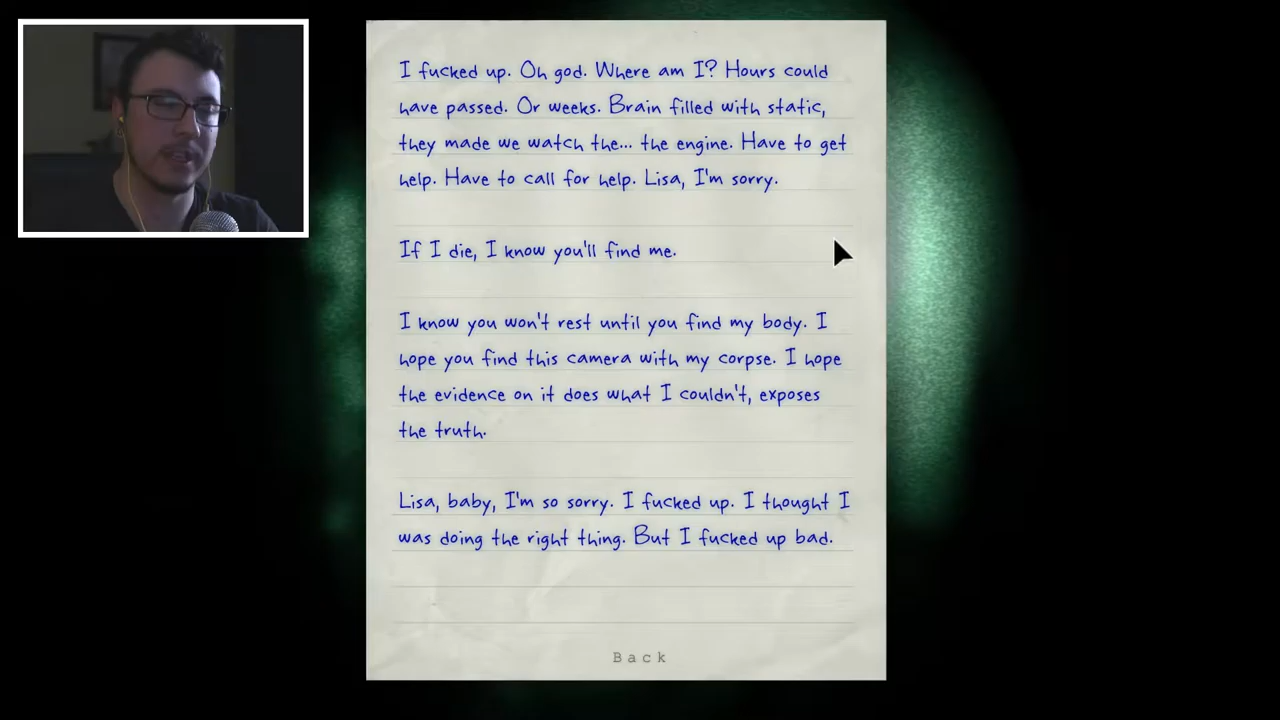 I fucked up. Oh god. Where am I? Hours could
have passed. Or weeks. Brain filled with static,
they made we watch the... the engine. Have to get
help. Have to call for help. Lisa, I'm sorry.
If I die, I know you'll find me.
I know you won't rest until you find my body. I
hope you find this camera with my corpse. I hope
the evidence on it does what I couldn't, exposes
the truth.
Lisa, baby, I'm so sorry. I fucked up. I thought I
was doing the right thing. But I fucked up bad.
Back